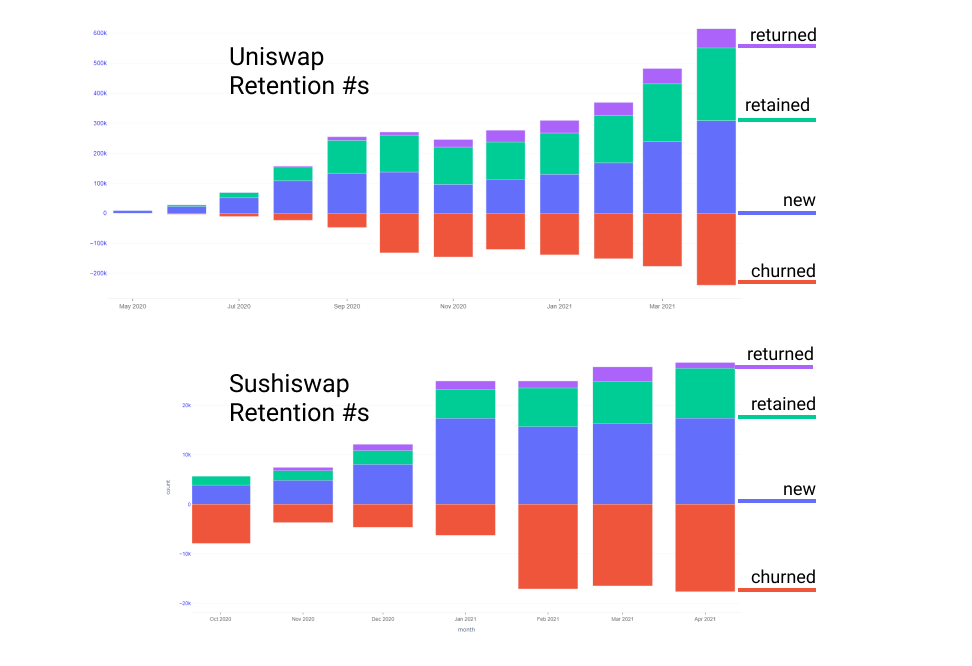 600k
returned
Uniswap
Retention #s
500k
400k
retained
300k
200k
100k
new
0
−100k
churned
−200k
May 2020 Jul 2020 Sep 2020 Nov 2020 Jan 2021 Mar 2021
returned
Sushiswap
Retention #s
20k
retained
10k
count
new
0
−10k
churned
−20k
Oct 2020 Nov 2020 Dec 2020 Jan 2021 Feb 2021 Mar 2021 Apr 2021
month